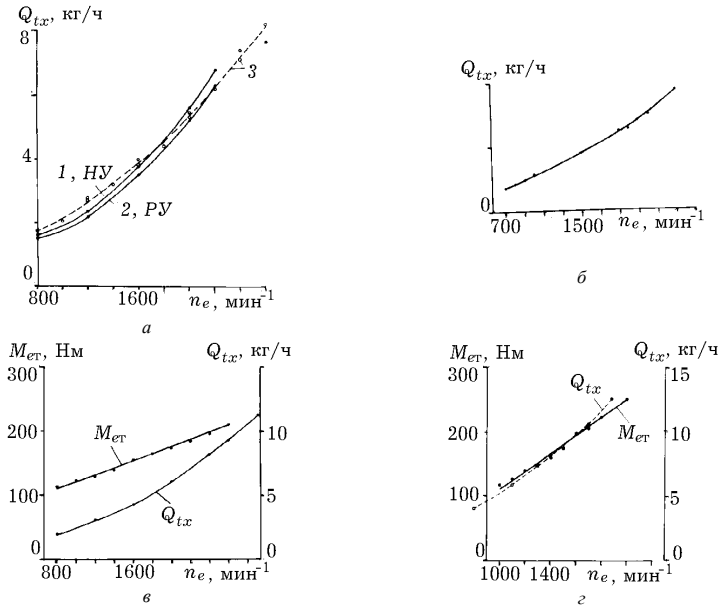 Q_tx, кг/ч
8
4
0
1, НУ
2, РУ
3
800 1600 n_e, мин⁻¹
а
Q_tx, кг/ч
0
700 1500 n_e, мин⁻¹
б
M_ет, Нм Q_tx, кг/ч
300
200 10
100 5
0 0
M_ет
Q_tx
800 1600 n_e, мин⁻¹
в
M_ет, Нм Q_tx, кг/ч
300 15
200 10
100 5
0 0
Q_tx
M_ет
1000 1400 n_e, мин⁻¹
г